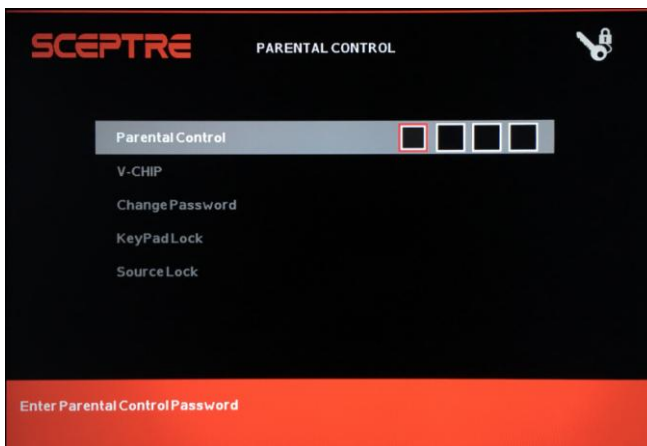 SCEPTRE
PARENTAL CONTROL
Parental Control
V-CHIP
Change Password
KeyPad Lock
Source Lock
Enter Parental Control Password